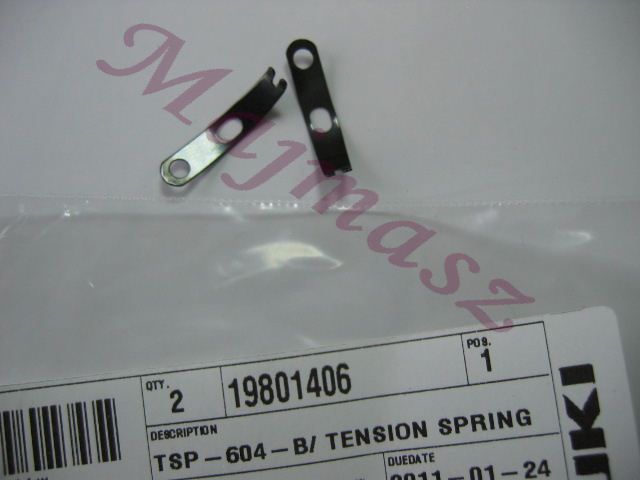 Majmasz
QTY.
2
19801406
POS.
1
DESCRIPTION
TSP-604-B/ TENSION SPRING
DUEDATE
2011-01-24